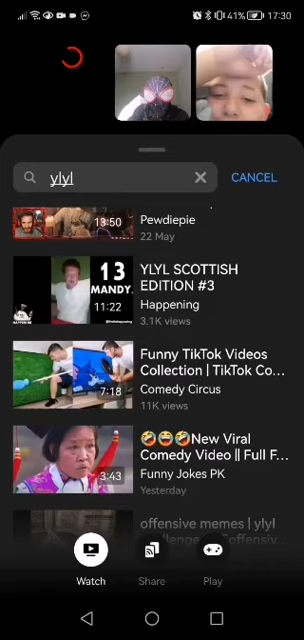 41% 17:30
ylyl
CANCEL
13:50
Pewdiepie
22 May
13
MANDY.
11:22
YLYL SCOTTISH
EDITION #3
Happening
3.1K views
7:18
Funny TikTok Videos
Collection | TikTok Co...
Comedy Circus
11K views
3:43
🤣😂🤣New Viral
Comedy Video || Full F...
Funny Jokes PK
Yesterday
offensive memes | ylyl
Watch
Share
Play